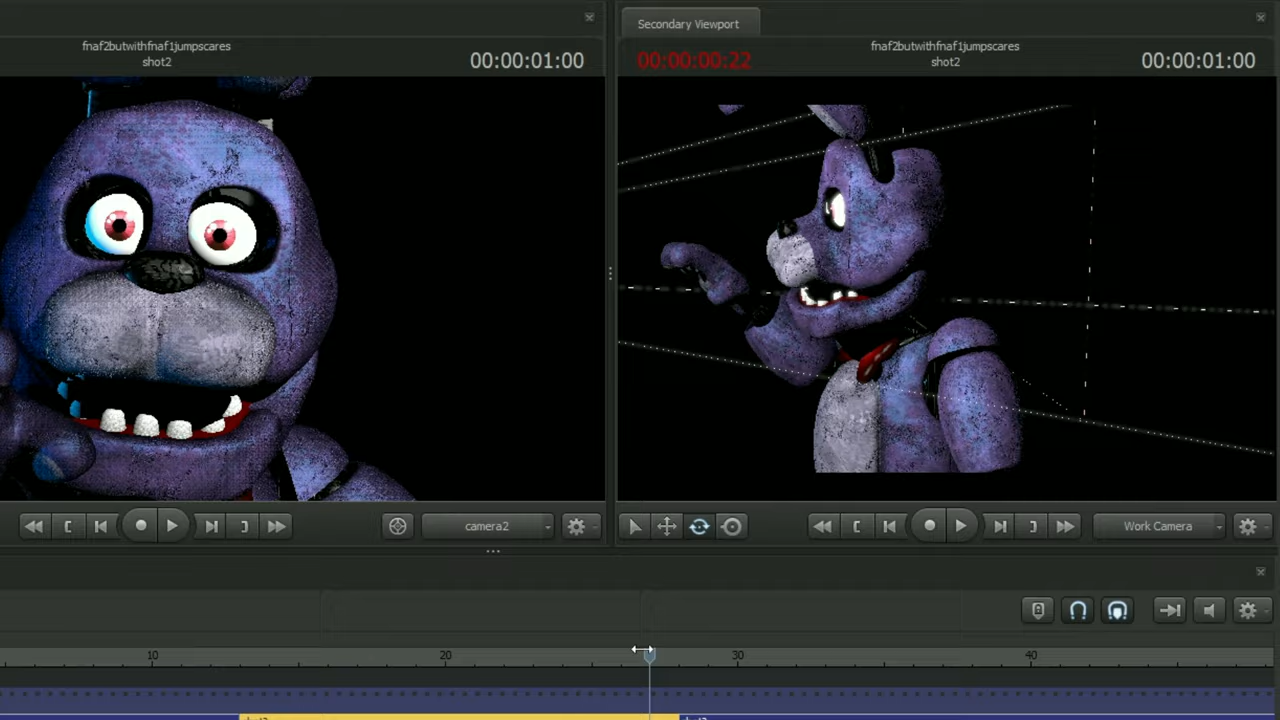 Secondary Viewport
fnaf2butwithfnaf1jumpscares
shot2
00:00:01:00
00:00:00:22
fnaf2butwithfnaf1jumpscares
shot2
00:00:01:00
camera2
Work Camera
10
20
30
40